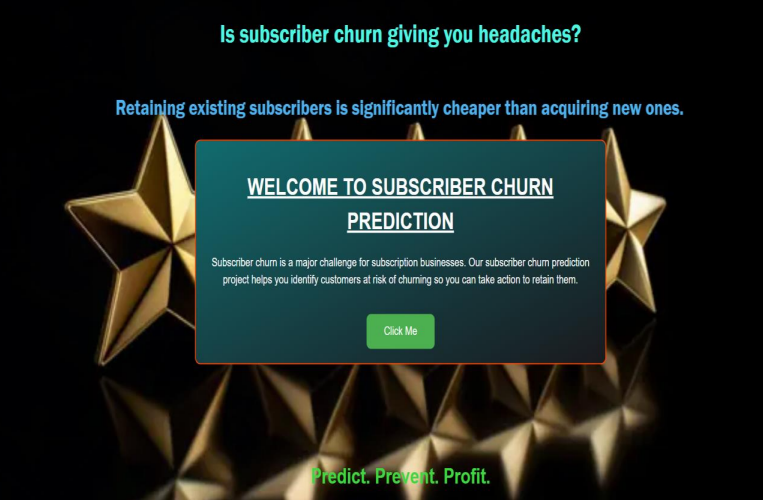 Is subscriber churn giving you headaches?
Retaining existing subscribers is significantly cheaper than acquiring new ones.
WELCOME TO SUBSCRIBER CHURN
PREDICTION
Subscriber churn is a major challenge for subscription businesses. Our subscriber churn prediction
project helps you identify customers at risk of churning so you can take action to retain them.
Click Me
Predict. Prevent. Profit.